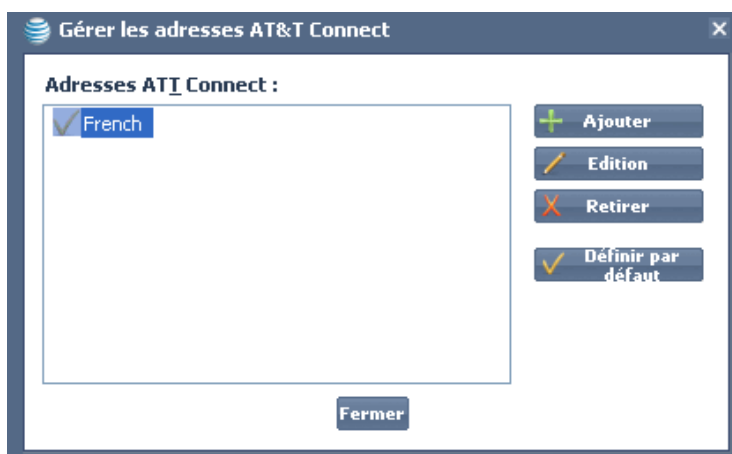 Gérer les adresses AT&T Connect
Adresses ATT Connect :
French
Ajouter
Edition
Retirer
Définir par
défaut
Fermer